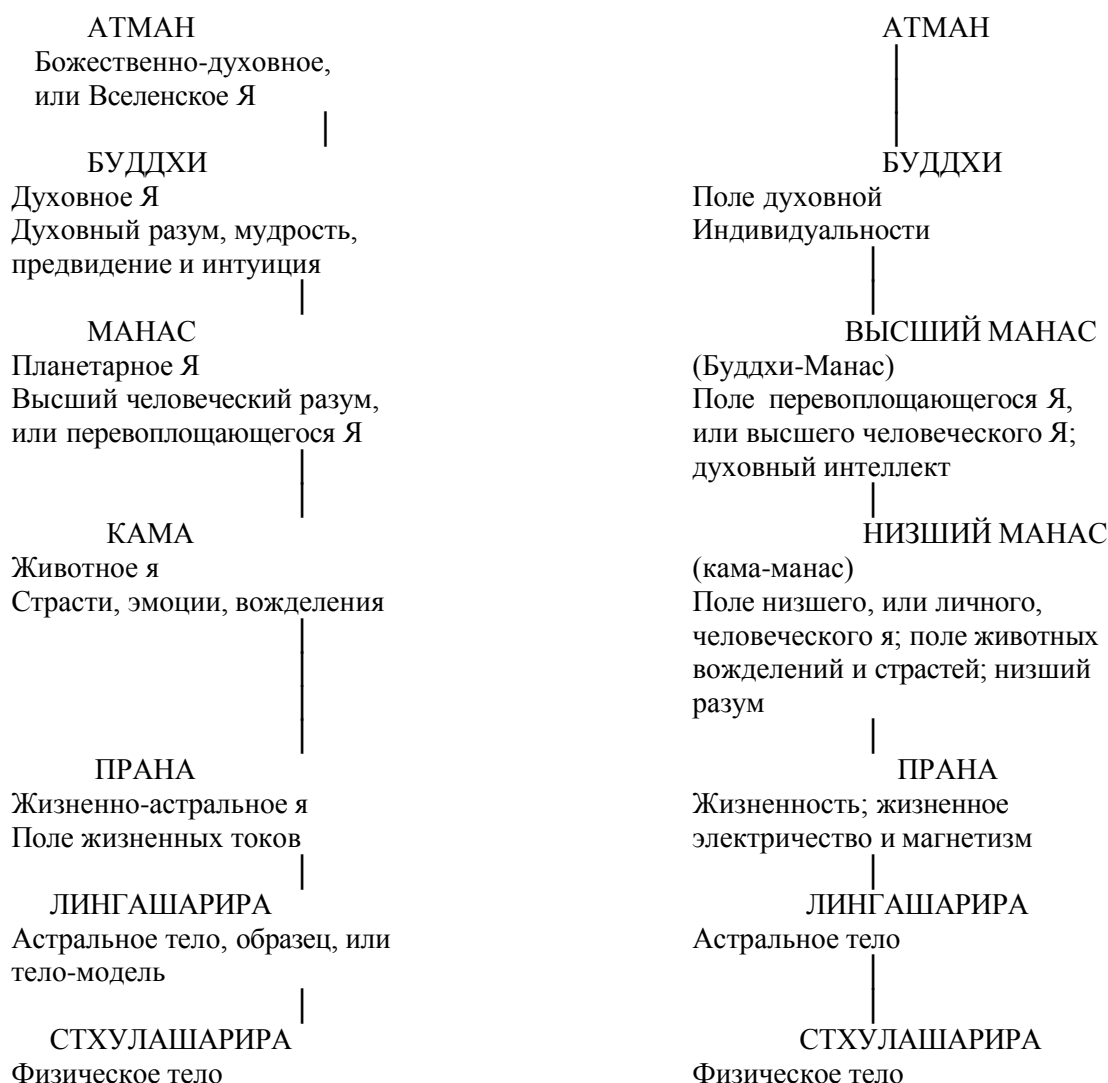 АТМАН
Божественно-духовное,
или Вселенское Я
БУДДХИ
Духовное Я
Духовный разум, мудрость,
предвидение и интуиция
МАНАС
Планетарное Я
Высший человеческий разум,
или перевоплощающегося Я
КАМА
Животное я
Страсти, эмоции, вожделения
ПРАНА
Жизненно-астральное я
Поле жизненных токов
ЛИНГАШАРИРА
Астральное тело, образец, или
тело-модель
СТХУЛАШАРИРА
Физическое тело
АТМАН
БУДДХИ
Поле духовной
Индивидуальности
ВЫСШИЙ МАНАС
(Буддхи-Манас)
Поле перевоплощающегося Я,
или высшего человеческого Я;
духовный интеллект
НИЗШИЙ МАНАС
(кама-манас)
Поле низшего, или личного,
человеческого я; поле животных
вожделений и страстей; низший
разум
ПРАНА
Жизненность; жизненное
электричество и магнетизм
ЛИНГАШАРИРА
Астральное тело
СТХУЛАШАРИРА
Физическое тело